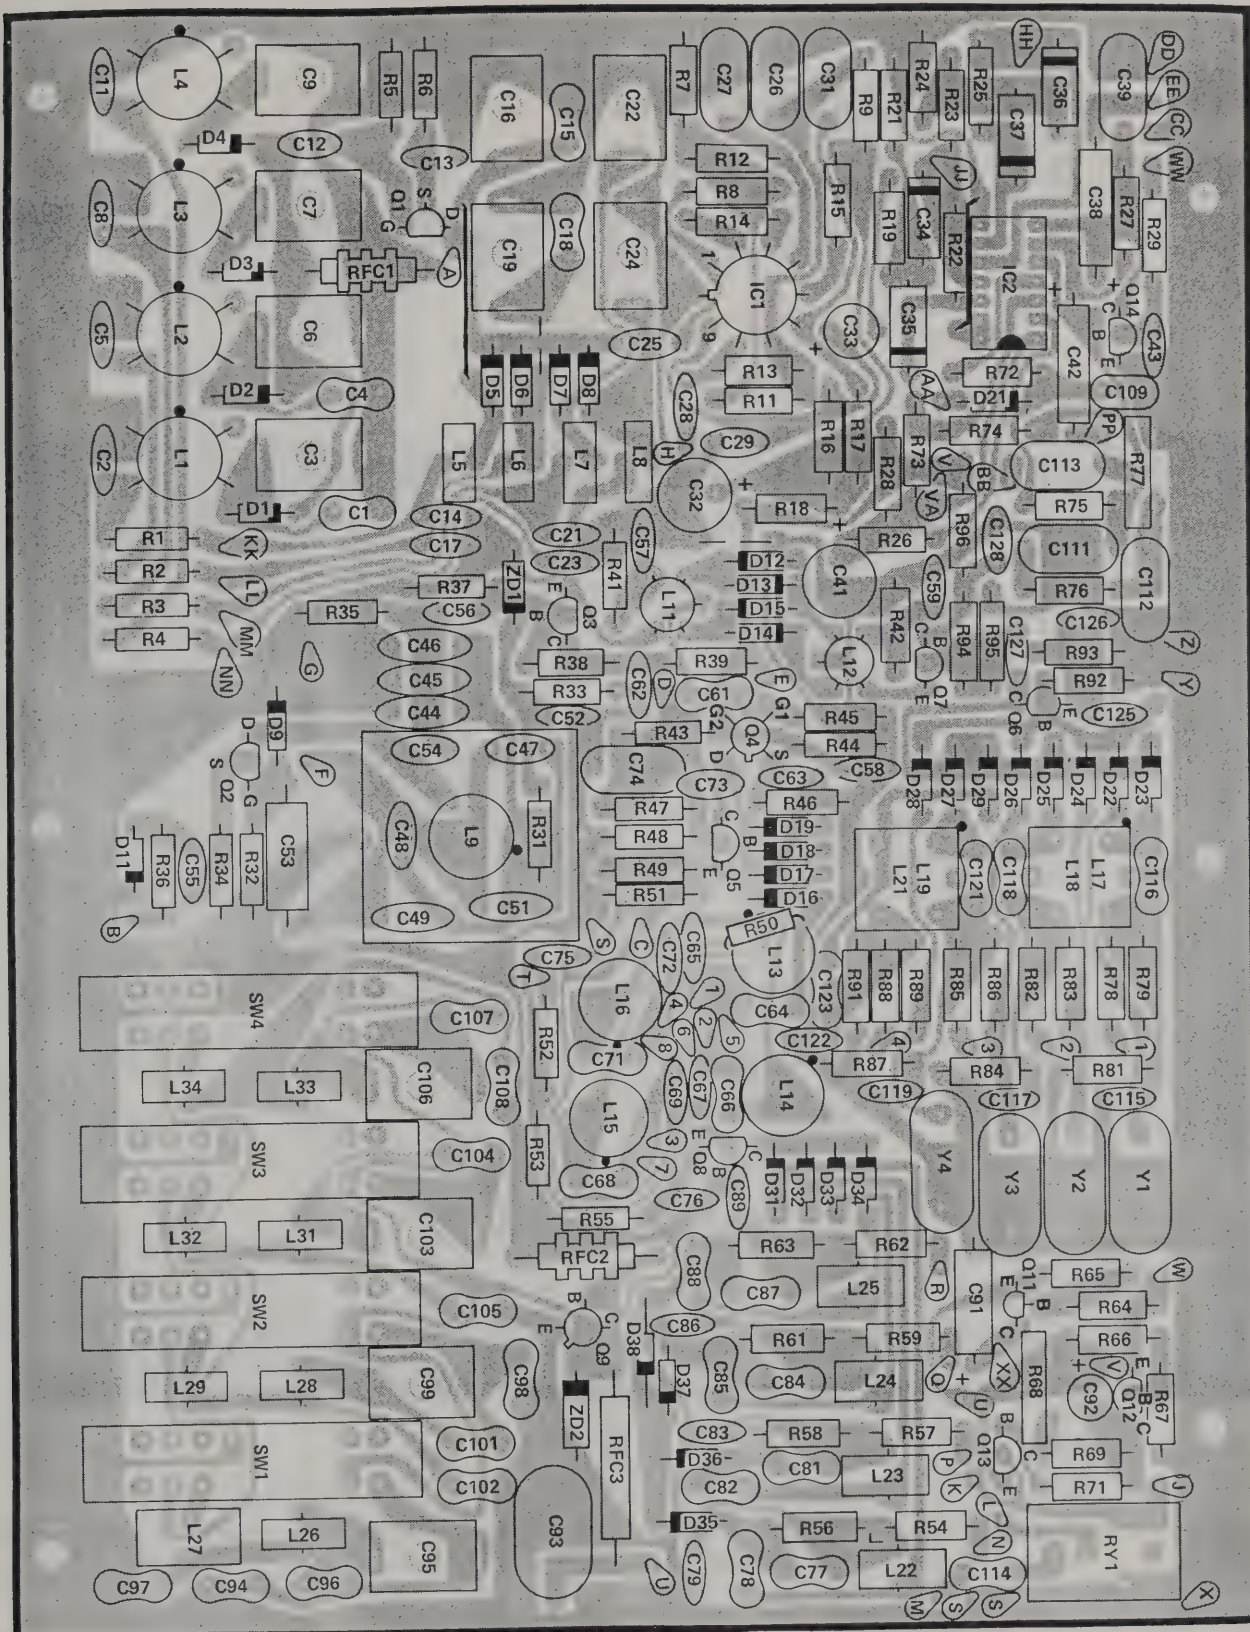 C11
L4
C9
R5
R6
C16
C15
C22
R7
C27
C26
C31
R9
R21
R24
R23
R25
HH
C37
C36
C39
DD
EE
CC
WW
D4
C12
C13
R12
R8
R14
R15
JJ
R19
C34
R22
C38
R27
R29
C8
L3
C7
Q1
S
D
G
C19
C18
C24
D3
RFC1
A
1
IC1
9
IC2
+
+
Q14
C
B
E
C5
L2
C6
C25
C33
+
C35
C42
C43
D2
C4
D5
D6
D7
D8
C28
R13
R11
AA
R72
D21
C109
PP
C2
L1
C3
L5
L6
L7
L8
H
C29
C32
+
R16
R17
R28
R73
R74
V
BB
VA
C113
R77
D1
C1
C14
C17
C21
C23
C57
R18
+
R26
R96
C128
R75
C111
C112
R1
KK
R2
LL
R3
MM
R4
NN
R35
R37
C56
ZD1
E
B
C
Q3
R41
L11
D12
D13
D15
D14
C41
R42
C59
R94
R95
C127
R76
C126
Z
G
C46
C45
C44
R38
R33
C52
C62
D
R39
C61
E
L12
C
B
E
Q7
R93
R92
Y
D9
D
S
G
Q2
F
C54
C47
R43
G2
G1
Q4
D
S
R45
R44
C58
C
B
E
Q6
C125
C53
C48
L9
R31
C74
C73
C63
R47
R46
D28
D27
D29
D26
D25
D24
D22
D23
D11
R36
C55
R34
R32
R48
R49
R51
C
B
E
Q5
D19
D18
D17
D16
L19
L21
C121
C118
L17
L18
C116
B
C49
C51
S
C
C75
T
C72
C65
R50
L13
SW4
C107
R52
L16
1
4
2
6
5
8
C64
C123
R91
R88
R89
R85
R86
R82
R83
R78
R79
C122
4
3
2
1
L34
L33
C106
C108
C71
C69
C67
C66
L14
R87
R84
R81
C119
C117
C115
SW3
C104
R53
L15
3
7
E
Q8
C
B
C68
C76
C89
D31
D32
D33
D34
Y4
Y3
Y2
Y1
L32
L31
C103
R55
RFC2
C88
R63
R62
C87
L25
R
C91
Q11
E
B
C
R65
W
R64
SW2
C105
B
E
C
Q9
D38
C86
R61
R59
R66
L29
L28
C99
C98
ZD2
RFC3
D37
C85
C84
L24
Q
+
XX
R68
+
V
C92
E
B
C
Q12
R67
SW1
C101
C102
C83
D36
C82
R58
R57
C81
L23
P
K
U
B
C
E
Q13
R69
R71
J
L27
L26
C95
C93
D35
R56
R54
L
N
RY1
C97
C94
C96
U
C79
C78
C77
L22
C114
M
S
S
X